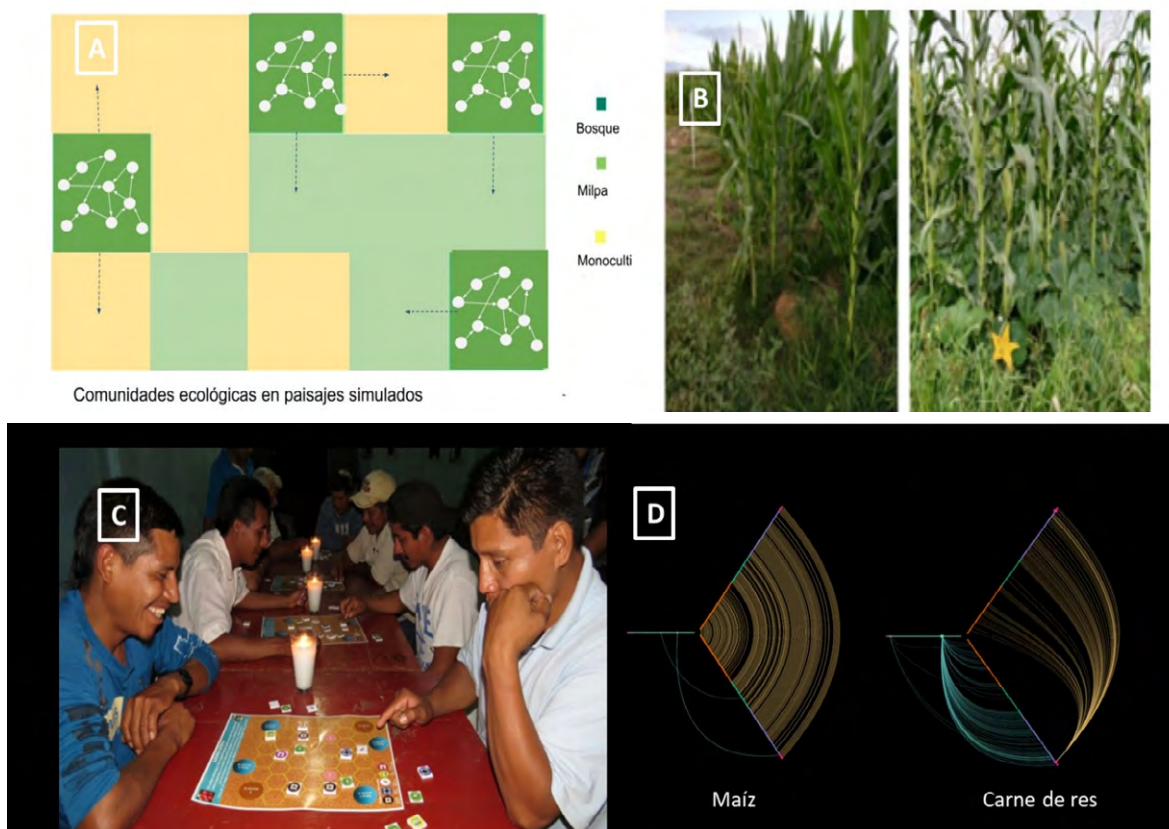 A
Bosque
Milpa
Monoculti
Comunidades ecológicas en paisajes simulados
B
C
D
Maíz
Carne de res